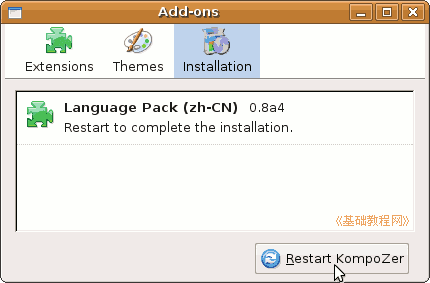 Add-ons
Extensions Themes Installation
Language Pack (zh-CN) 0.8a4
Restart to complete the installation.
《基础教程网》
Restart KompoZer